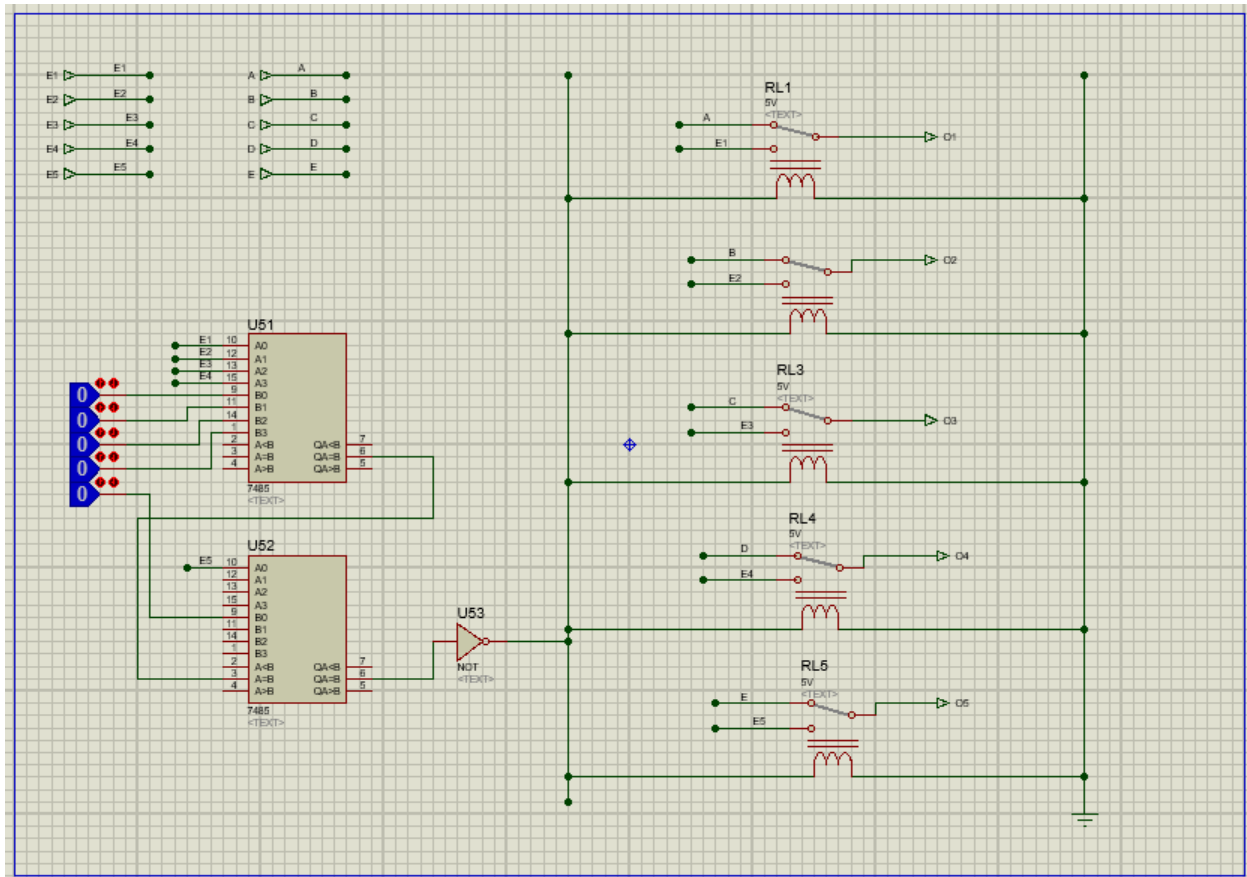 E1 E1
E2 E2
E3 E3
E4 E4
E5 E5
A A
B B
C C
D D
E E
U51
E1 10 A0
E2 12 A1
E3 13 A2
E4 15 A3
9 B0
11 B1
14 B2
1 B3
2 A<B QA<B 7
3 A=B QA=B 6
4 A>B QA>B 5
7485
<TEXT>
0
0
0
0
0
U52
E5 10 A0
12 A1
13 A2
15 A3
9 B0
11 B1
14 B2
1 B3
2 A<B QA<B 7
3 A=B QA=B 6
4 A>B QA>B 5
7485
<TEXT>
U53
NOT
<TEXT>
RL1
5V
<TEXT>
A
E1
O1
B
E2
O2
RL3
5V
<TEXT>
C
E3
O3
RL4
5V
<TEXT>
D
E4
O4
RL5
5V
<TEXT>
E
E5
O5